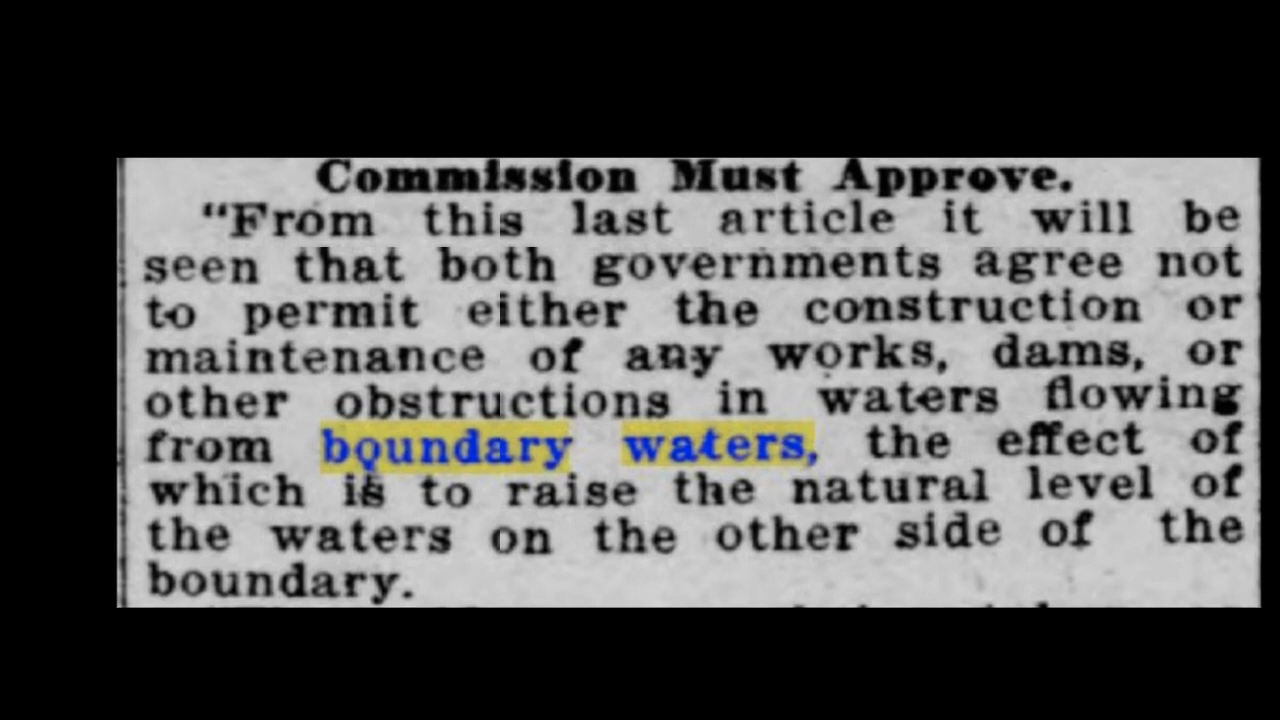 Commission Must Approve.
"From this last article it will be
seen that both governments agree not
to permit either the construction or
maintenance of any works, dams, or
other obstructions in waters flowing
from boundary waters, the effect of
which is to raise the natural level of
the waters on the other side of the
boundary.